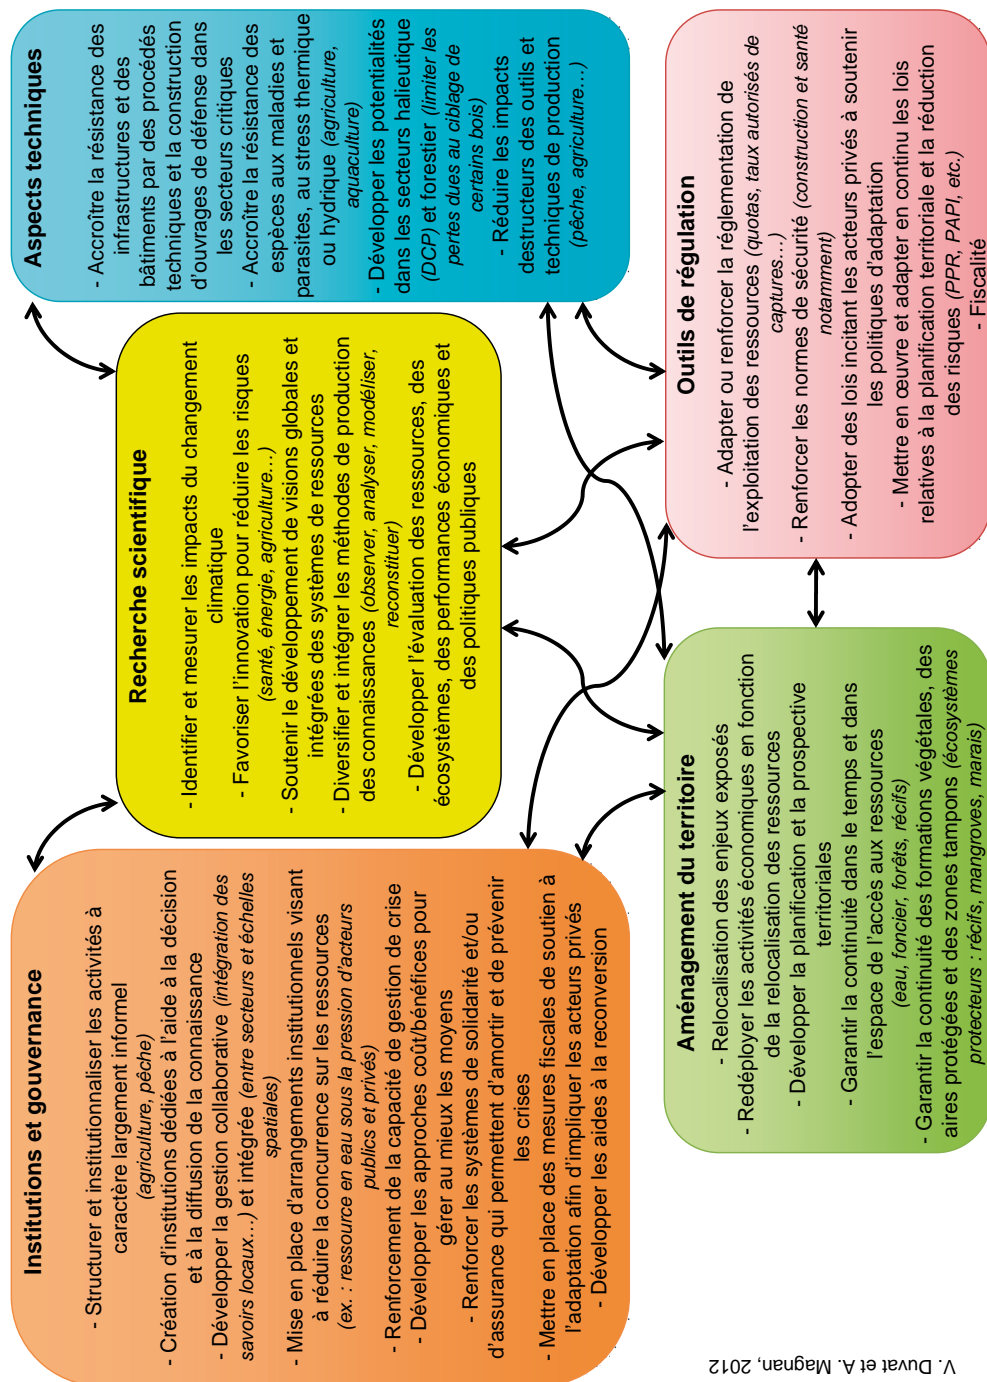 Institutions et gouvernance
- Structurer et institutionnaliser les activités à
caractère largement informel
(agriculture, pêche)
- Création d'institutions dédiées à l'aide à la décision
et à la diffusion de la connaissance
- Développer la gestion collaborative (intégration des
savoirs locaux...) et intégrée (entre secteurs et échelles
spatiales)
- Mise en place d'arrangements institutionnels visant
à réduire la concurrence sur les ressources
(ex. : ressource en eau sous la pression d'acteurs
publics et privés)
- Renforcement de la capacité de gestion de crise
- Développer les approches coût/bénéfices pour
gérer au mieux les moyens
- Renforcer les systèmes de solidarité et/ou
d'assurance qui permettent d'amortir et de prévenir
les crises
- Mettre en place des mesures fiscales de soutien à
l'adaptation afin d'impliquer les acteurs privés
- Développer les aides à la reconversion
Recherche scientifique
- Identifier et mesurer les impacts du changement
climatique
- Favoriser l'innovation pour réduire les risques
(santé, énergie, agriculture...)
- Soutenir le développement de visions globales et
intégrées des systèmes de ressources
- Diversifier et intégrer les méthodes de production
des connaissances (observer, analyser, modéliser,
reconstituer)
- Développer l'évaluation des ressources, des
écosystèmes, des performances économiques et
des politiques publiques
Aspects techniques
- Accroître la résistance des
infrastructures et des
bâtiments par des procédés
techniques et la construction
d'ouvrages de défense dans
les secteurs critiques
- Accroître la résistance des
espèces aux maladies et
parasites, au stress thermique
ou hydrique (agriculture,
aquaculture)
- Développer les potentialités
dans les secteurs halieutique
(DCP) et forestier (limiter les
pertes dues au ciblage de
certains bois)
- Réduire les impacts
destructeurs des outils et
techniques de production
(pêche, agriculture...)
Aménagement du territoire
- Relocalisation des enjeux exposés
- Redéployer les activités économiques en fonction
de la relocalisation des ressources
- Développer la planification et la prospective
territoriales
- Garantir la continuité dans le temps et dans
l'espace de l'accès aux ressources
(eau, foncier, forêts, récifs)
- Garantir la continuité des formations végétales, des
aires protégées et des zones tampons (écosystèmes
protecteurs : récifs, mangroves, marais)
Outils de régulation
- Adapter ou renforcer la réglementation de
l'exploitation des ressources (quotas, taux autorisés de
captures...)
- Renforcer les normes de sécurité (construction et santé
notamment)
- Adopter des lois incitant les acteurs privés à soutenir
les politiques d'adaptation
- Mettre en œuvre et adapter en continu les lois
relatives à la planification territoriale et la réduction
des risques (PPR, PAPI, etc.)
- Fiscalité
V. Duvat et A. Magnan, 2012